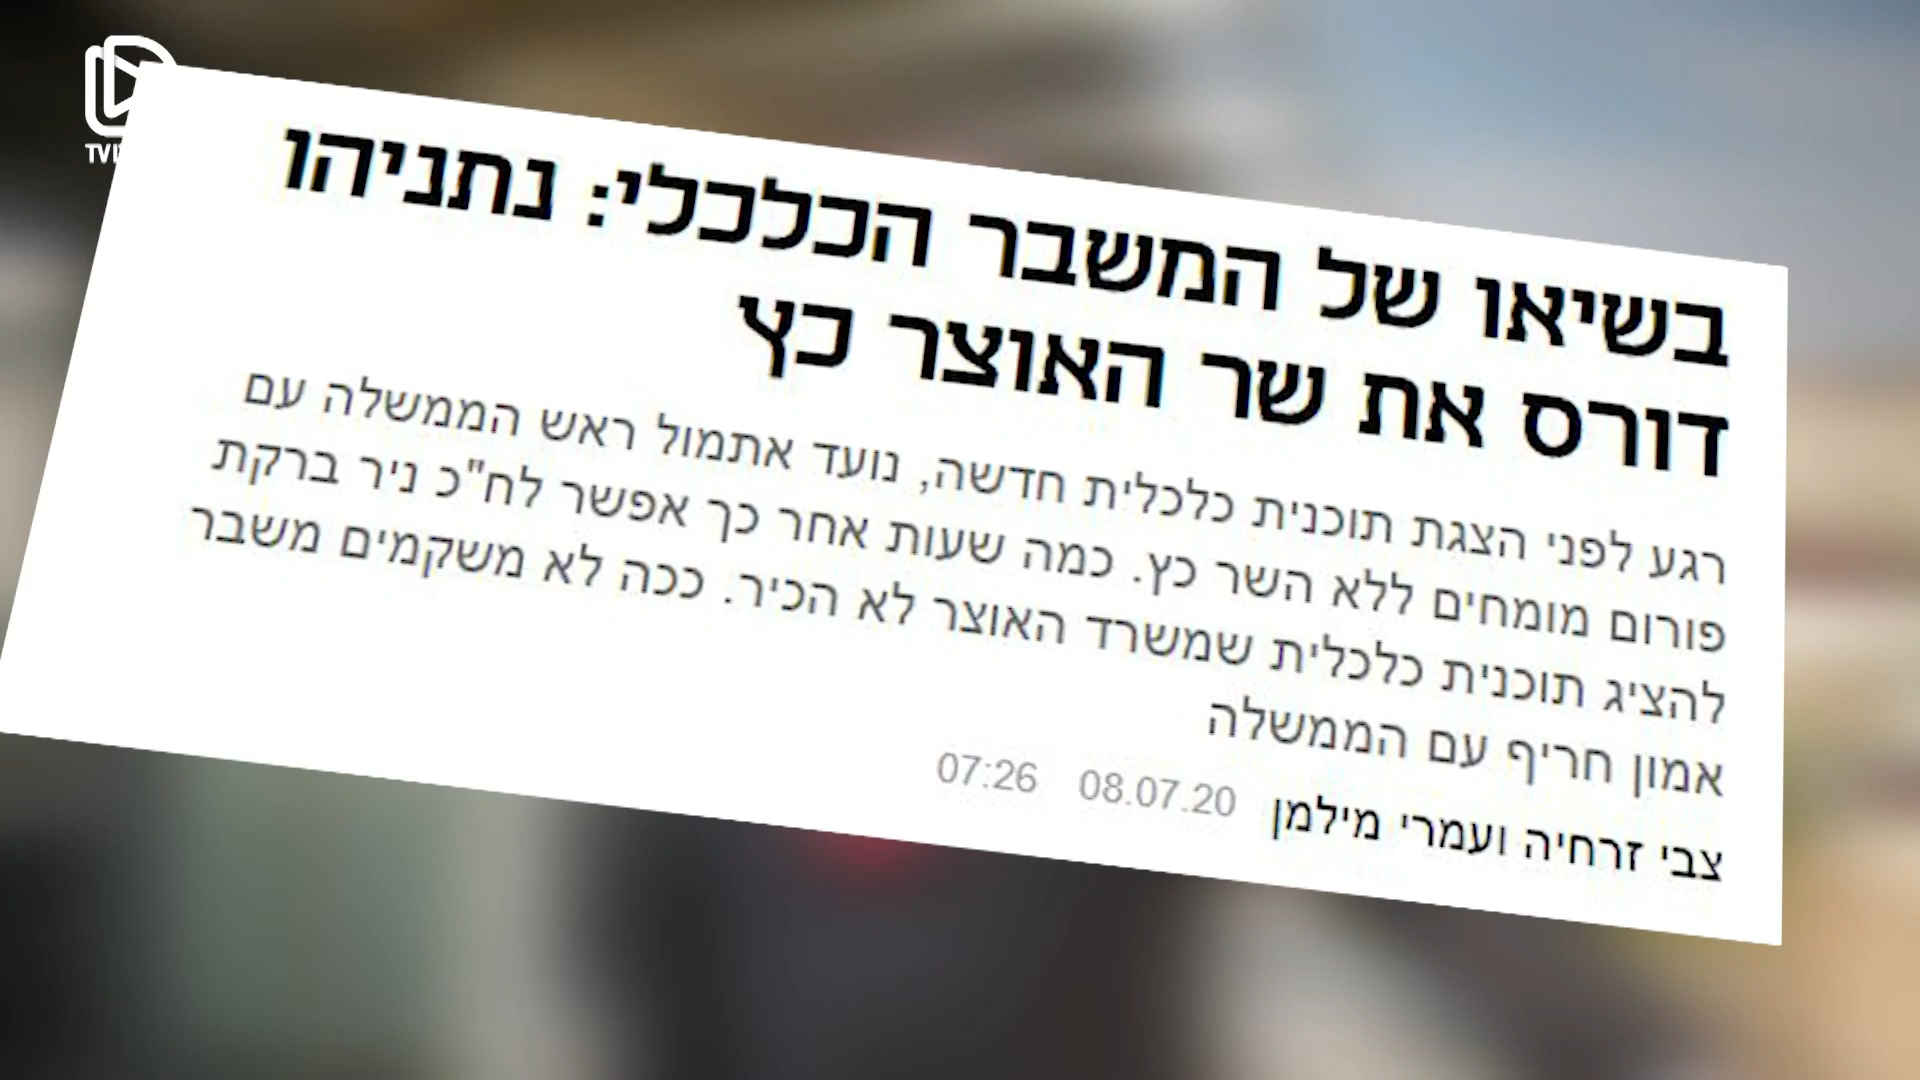 בשיאו של המשבר הכלכלי: נתניהו
דורס את שר האוצר כץ
רגע לפני הצגת תוכנית כלכלית חדשה, נועד אתמול ראש הממשלה עם
פורום מומחים ללא השר כץ. כמה שעות אחר כך אפשר לח"כ ניר ברקת
להציג תוכנית כלכלית שמשרד האוצר לא הכיר. ככה לא משקמים משבר
אמון חריף עם הממשלה
צבי זרחיה ועמרי מילמן 08.07.20 07:26